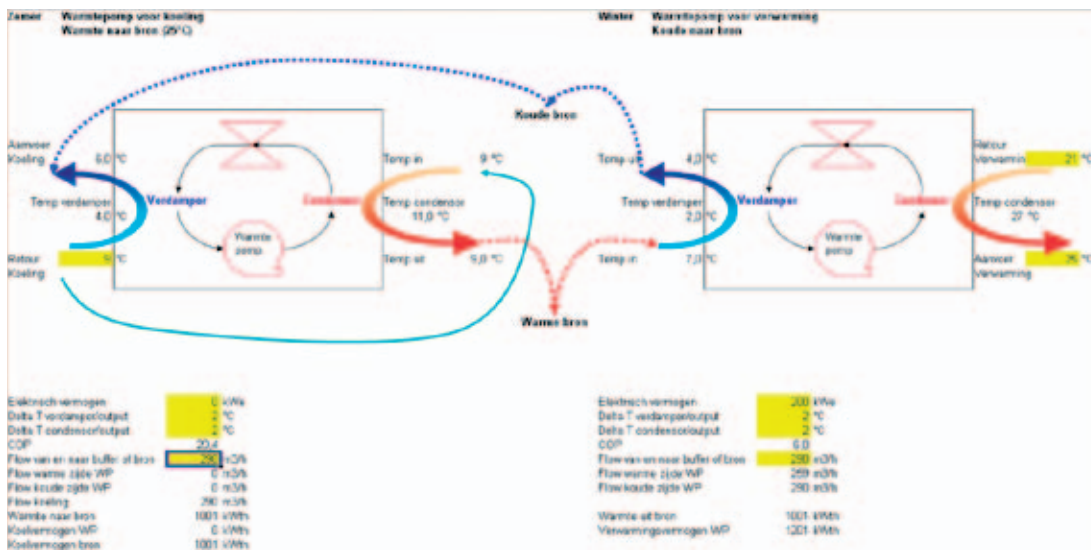 Zomer Warmtepomp voor koeling
Warmte naar bron (25°C)
Winter Warmtepomp voor verwarming
Koude naar bron
Koude bron
Aanvoer
Koeling 6,0 °C
Temp verdamper
4,0 °C
Verdamper
Condensor
Warmte
pomp
Temp in 9 °C
Temp condensor
11,0 °C
Temp uit 9,0 °C
Retour
Koeling 9 °C
Temp uit 4,0 °C
Temp verdamper
2,0 °C
Temp in 7,0 °C
Verdamper
Condensor
Warmte
pomp
Retour
Verwarming 21 °C
Temp condensor
27 °C
Aanvoer 25 °C
Verwarming
Warme bron
Elektrisch vermogen 0 kWe
Delta T verdamper/output 2 °C
Delta T condensor/output 2 °C
COP 20,4
Flow van en naar buffer of bron 290 m3/h
Flow warme zijde WP 0 m3/h
Flow koude zijde WP 0 m3/h
Flow koeling 290 m3/h
Warmte naar bron 1001 kWth
Koelvermogen WP 0 kWth
Koelvermogen bron 1001 kWth
Elektrisch vermogen 200 kWe
Delta T verdamper/output 2 °C
Delta T condensor/output 2 °C
COP 6,0
Flow van en naar buffer of bron 290 m3/h
Flow warme zijde WP 259 m3/h
Flow koude zijde WP 290 m3/h
Warmte uit bron 1001 kWth
Verwarmingsvermogen WP 1201 kWth